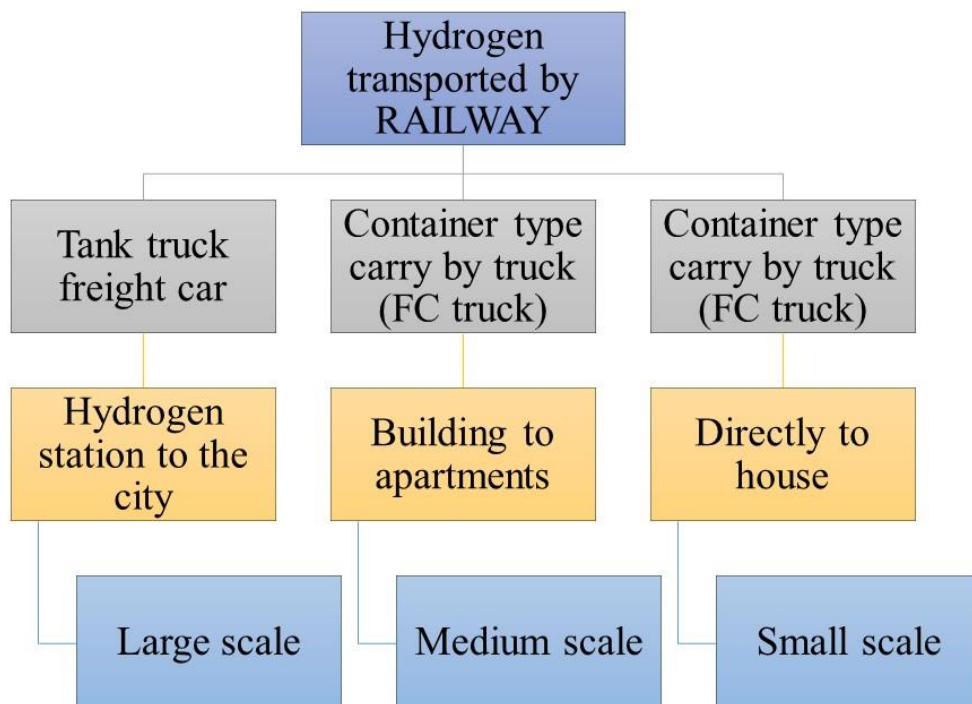 Hydrogen
transported by
RAILWAY
Tank truck
freight car
Container type
carry by truck
(FC truck)
Container type
carry by truck
(FC truck)
Hydrogen
station to the
city
Building to
apartments
Directly to
house
Large scale
Medium scale
Small scale